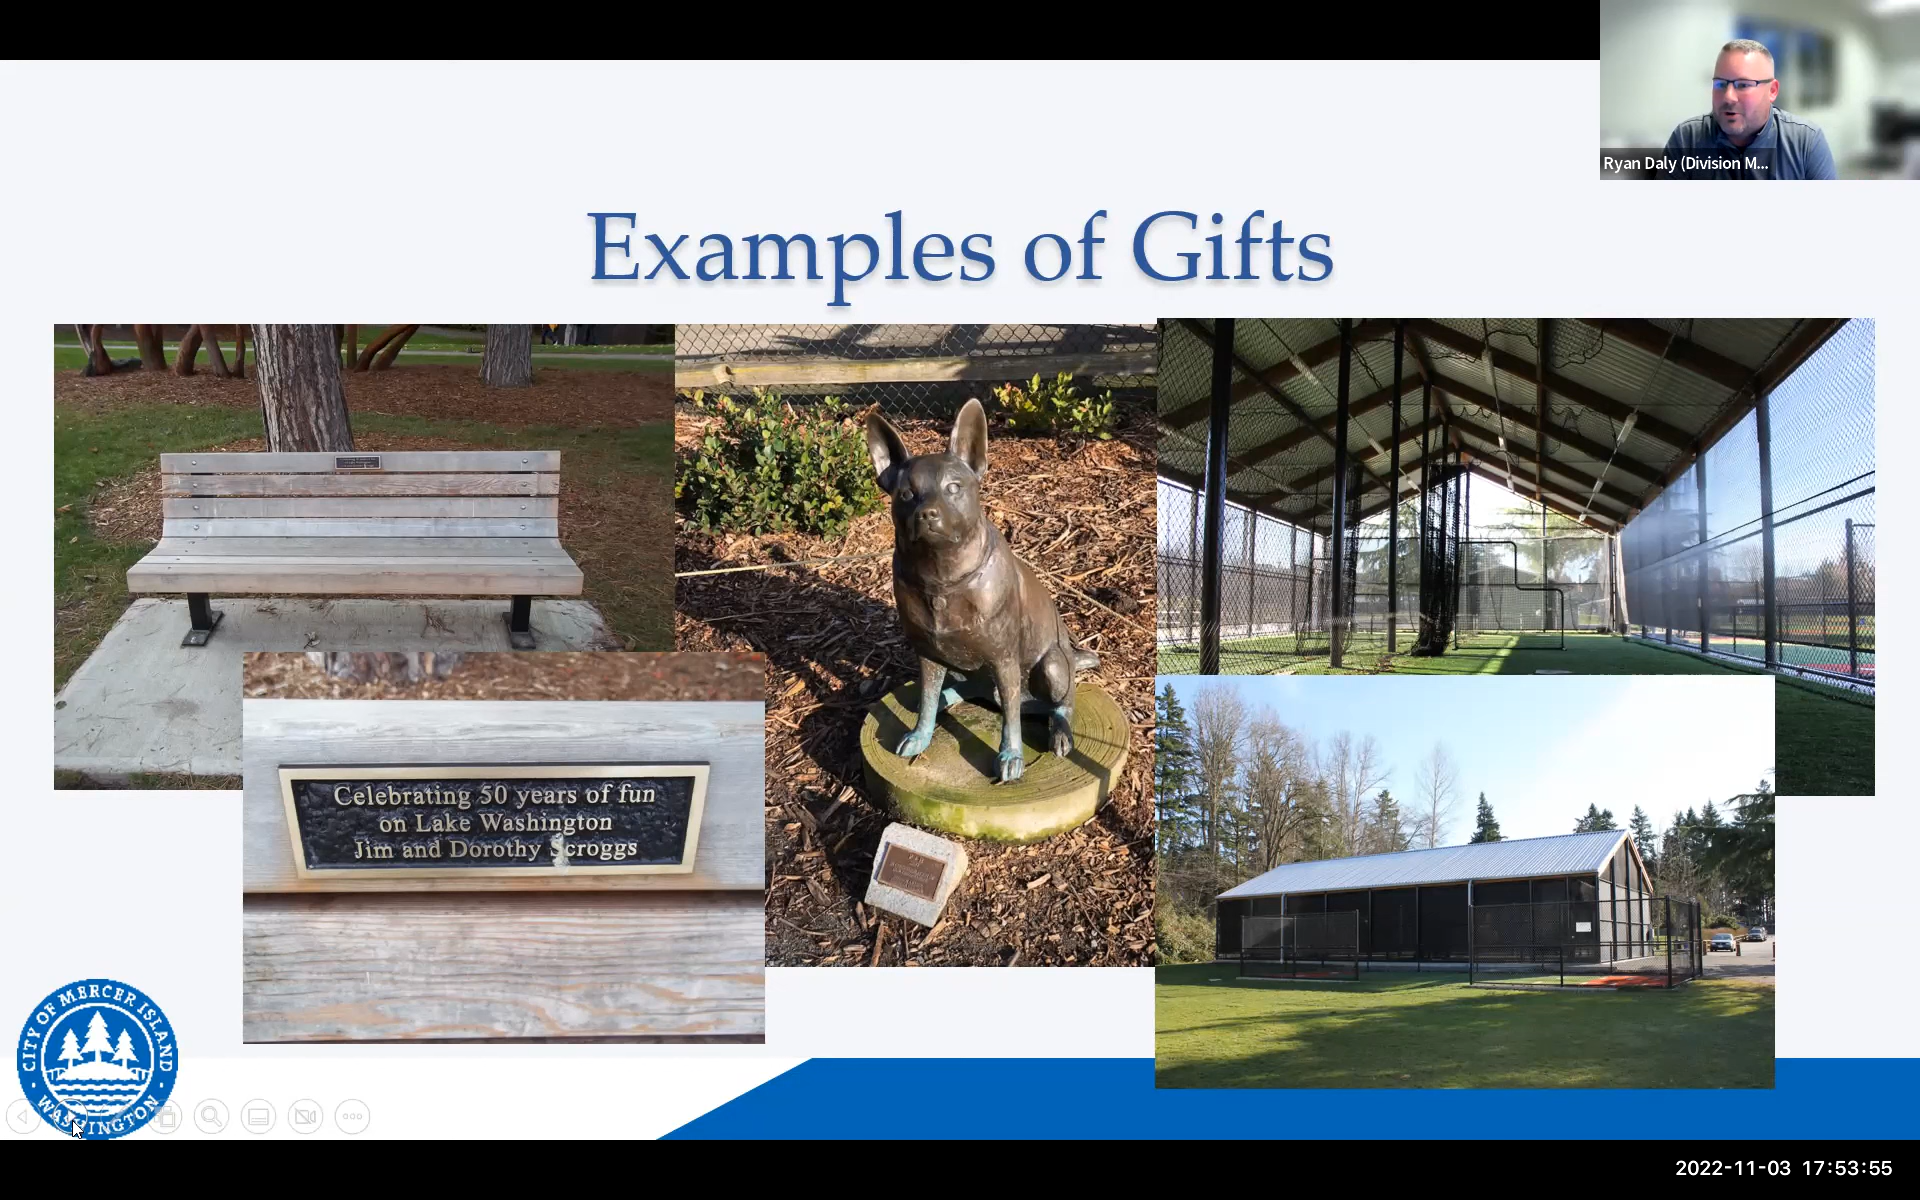 Ryan Daly (Division M...
Examples of Gifts
Celebrating 50 years of fun
on Lake Washington
Jim and Dorothy Scroggs
CITY OF MERCER ISLAND
WASHINGTON
2022-11-03 17:53:55